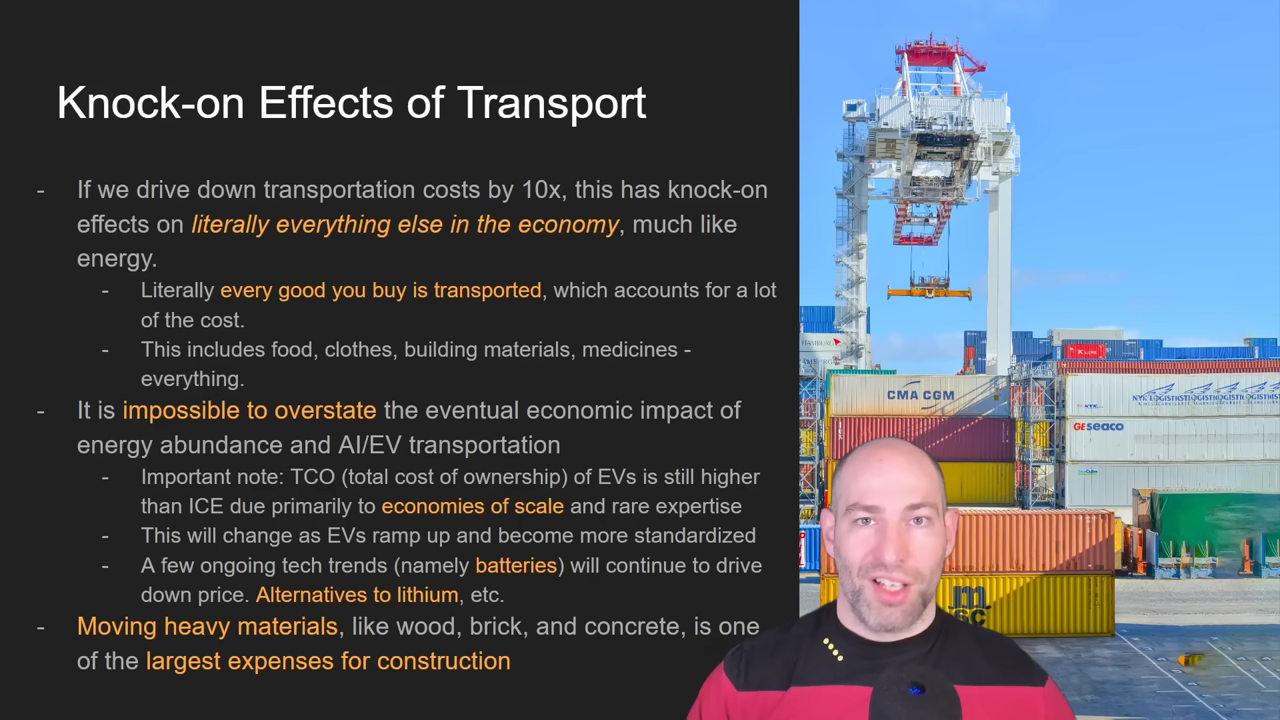 Knock-on Effects of Transport
- If we drive down transportation costs by 10x, this has knock-on
effects on literally everything else in the economy, much like
energy.
- Literally every good you buy is transported, which accounts for a lot
of the cost.
- This includes food, clothes, building materials, medicines -
everything.
- It is impossible to overstate the eventual economic impact of
energy abundance and AI/EV transportation
- Important note: TCO (total cost of ownership) of EVs is still higher
than ICE due primarily to economies of scale and rare expertise
- This will change as EVs ramp up and become more standardized
- A few ongoing tech trends (namely batteries) will continue to drive
down price. Alternatives to lithium, etc.
- Moving heavy materials, like wood, brick, and concrete, is one
of the largest expenses for construction
CMA CGM
NYK LOGISTICS
GEseaco
m
SC